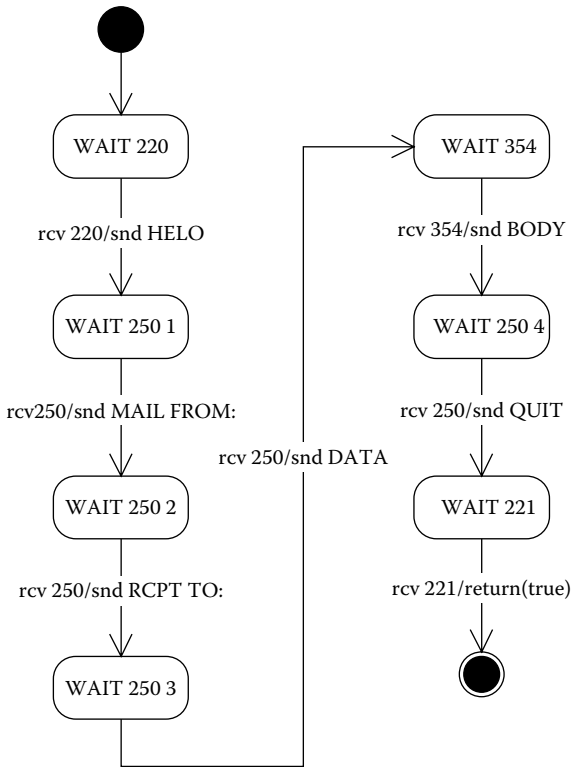 WAIT 220
rcv 220/snd HELO
WAIT 250 1
rcv250/snd MAIL FROM:
WAIT 250 2
rcv 250/snd RCPT TO:
WAIT 250 3
rcv 250/snd DATA
WAIT 354
rcv 354/snd BODY
WAIT 250 4
rcv 250/snd QUIT
WAIT 221
rcv 221/return(true)